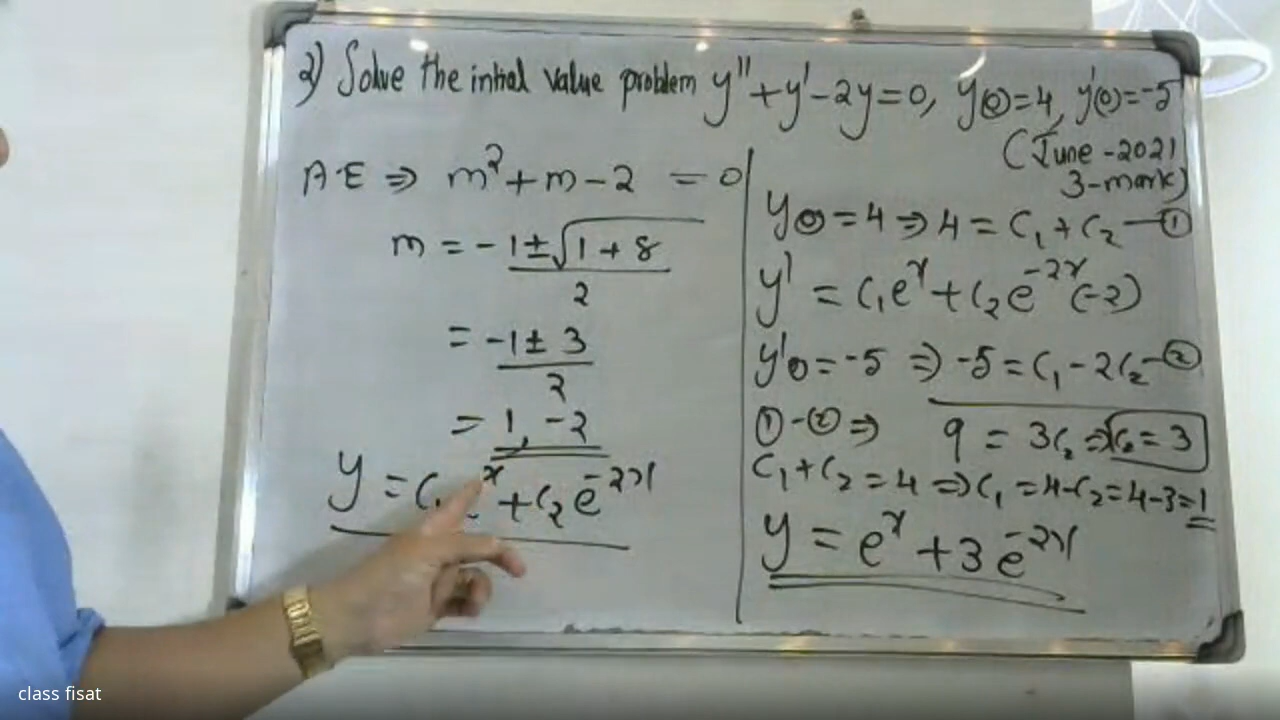 2) Solve the initial value problem y'' + y' - 2y = 0, y(0) = 4, y'(0) = -5
(June - 2021
3-mark)
A·E ⇒ m² + m - 2 = 0
m = -1 ± √1 + 8
2
= -1 ± 3
2
= 1, -2
y = C₁ x + C₂ e^-2x
y(0) = 4 ⇒ 4 = C₁ + C₂ — ①
y' = C₁e^x + C₂e^-2x (-2)
y'0 = -5 ⇒ -5 = C₁ - 2C₂ — ②
① - ② ⇒ 9 = 3C₂ ⇒ C₂ = 3
C₁ + C₂ = 4 ⇒ C₁ = 4 - C₂ = 4 - 3 = 1
y = e^x + 3e^-2x
class fisat